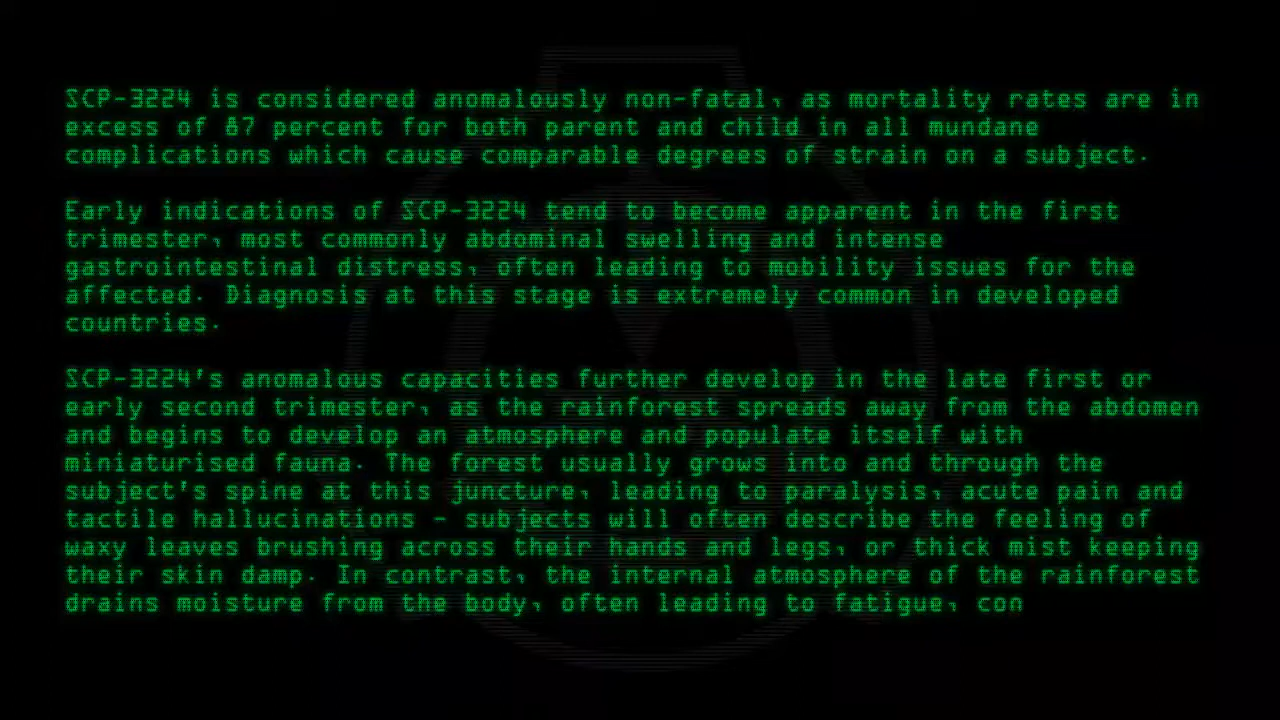 SCP-3224 is considered anomalously non-fatal, as mortality rates are in
excess of 87 percent for both parent and child in all mundane
complications which cause comparable degrees of strain on a subject.
Early indications of SCP-3224 tend to become apparent in the first
trimester, most commonly abdominal swelling and intense
gastrointestinal distress, often leading to mobility issues for the
affected. Diagnosis at this stage is extremely common in developed
countries.
SCP-3224's anomalous capacities further develop in the late first or
early second trimester, as the rainforest spreads away from the abdomen
and begins to develop an atmosphere and populate itself with
miniaturised fauna. The forest usually grows into and through the
subject's spine at this juncture, leading to paralysis, acute pain and
tactile hallucinations - subjects will often describe the feeling of
waxy leaves brushing across their hands and legs, or thick mist keeping
their skin damp. In contrast, the internal atmosphere of the rainforest
drains moisture from the body, often leading to fatigue, con